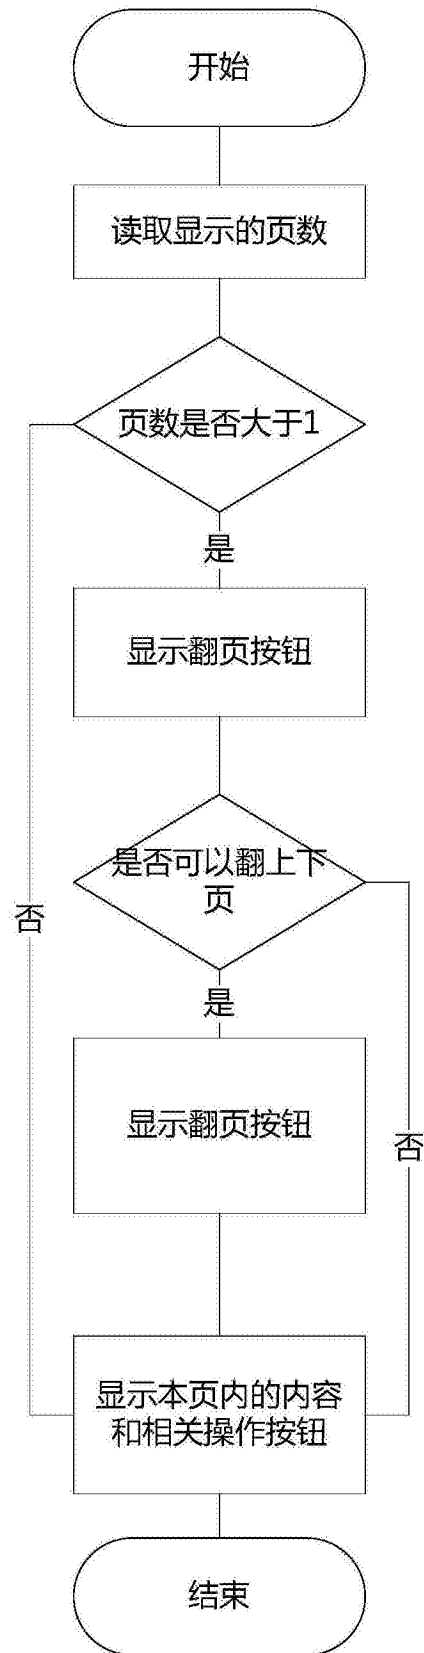 开始
读取显示的页数
页数是否大于1
是
显示翻页按钮
是否可以翻上下
页
否
是
显示翻页按钮
否
显示本页内的内容
和相关操作按钮
结束